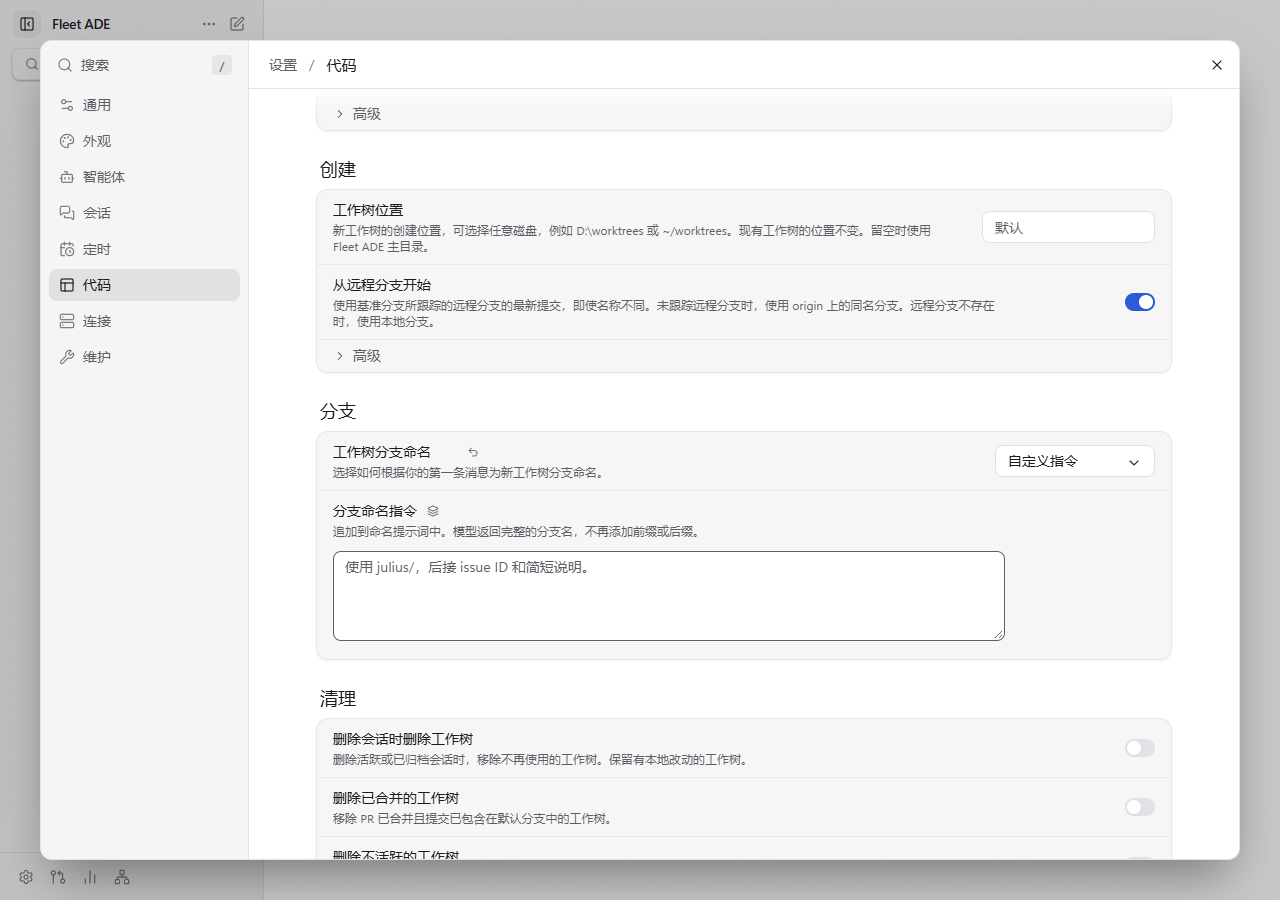 Fleet ADE
搜索
/
通用
外观
智能体
会话
定时
代码
连接
维护
设置 / 代码
高级
创建
工作树位置
新工作树的创建位置，可选择任意磁盘，例如 D:\worktrees 或 ~/worktrees。现有工作树的位置不变。留空时使用
Fleet ADE 主目录。
默认
从远程分支开始
使用基准分支所跟踪的远程分支的最新提交，即使名称不同。未跟踪远程分支时，使用 origin 上的同名分支。远程分支不存在
时，使用本地分支。
高级
分支
工作树分支命名
选择如何根据你的第一条消息为新工作树分支命名。
自定义指令
分支命名指令
追加到命名提示词中。模型返回完整的分支名，不再添加前缀或后缀。
使用 julius/，后接 issue ID 和简短说明。
清理
删除会话时删除工作树
删除活跃或已归档会话时，移除不再使用的工作树。保留有本地改动的工作树。
删除已合并的工作树
移除 PR 已合并且提交已包含在默认分支中的工作树。
删除不活跃的工作树